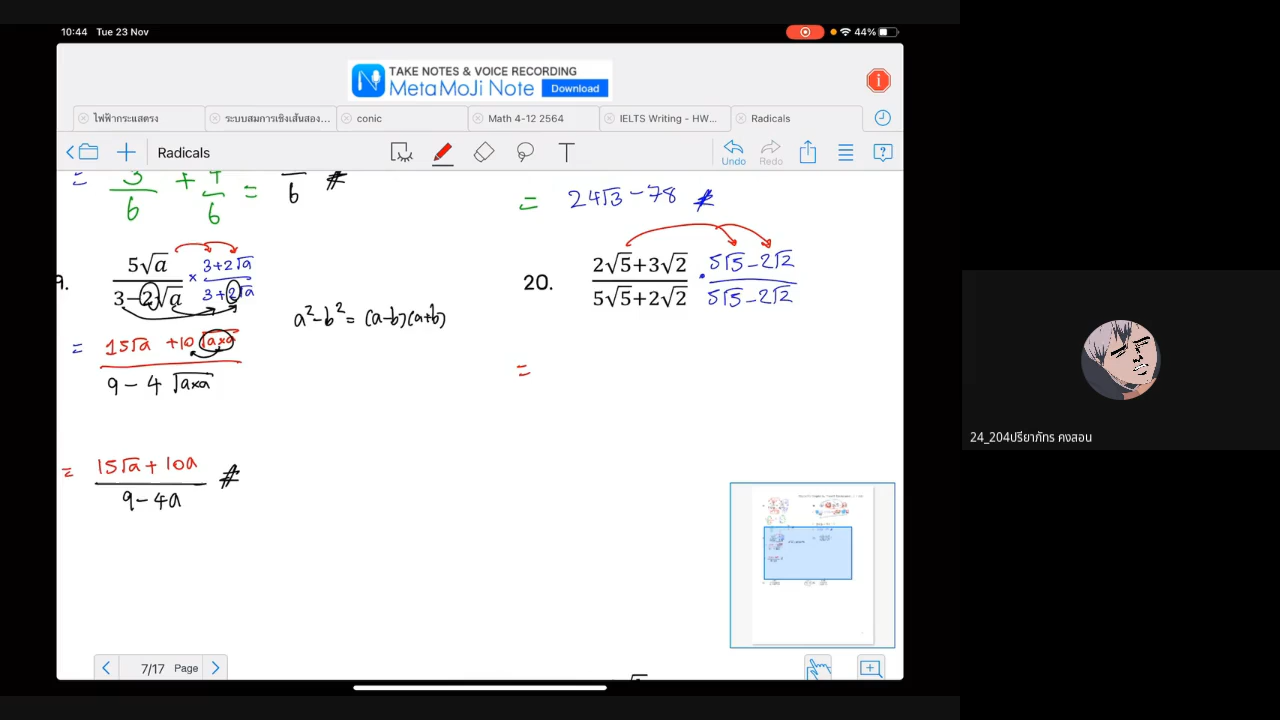 10:44 Tue 23 Nov
44%
TAKE NOTES & VOICE RECORDING
MetaMoJi Note Download
ไฟฟ้ากระแสตรง
ระบบสมการเชิงเส้นสอง...
conic
Math 4-12 2564
IELTS Writing - HW...
Radicals
Radicals
Undo
Redo
= 3/6 + 4/6 = /6 #
= 24√3 - 78 #
9. 5√a/(3-2√a) × (3+2√a)/(3+2√a)
a² - b² = (a-b)(a+b)
= (15√a + 10√(a×a))/(9 - 4√(a×a))
= (15√a + 10a)/(9 - 4a) #
20. (2√5+3√2)/(5√5+2√2) · (5√5-2√2)/(5√5-2√2)
=
7/17 Page
24_204ปรียาภัทร คงสอน